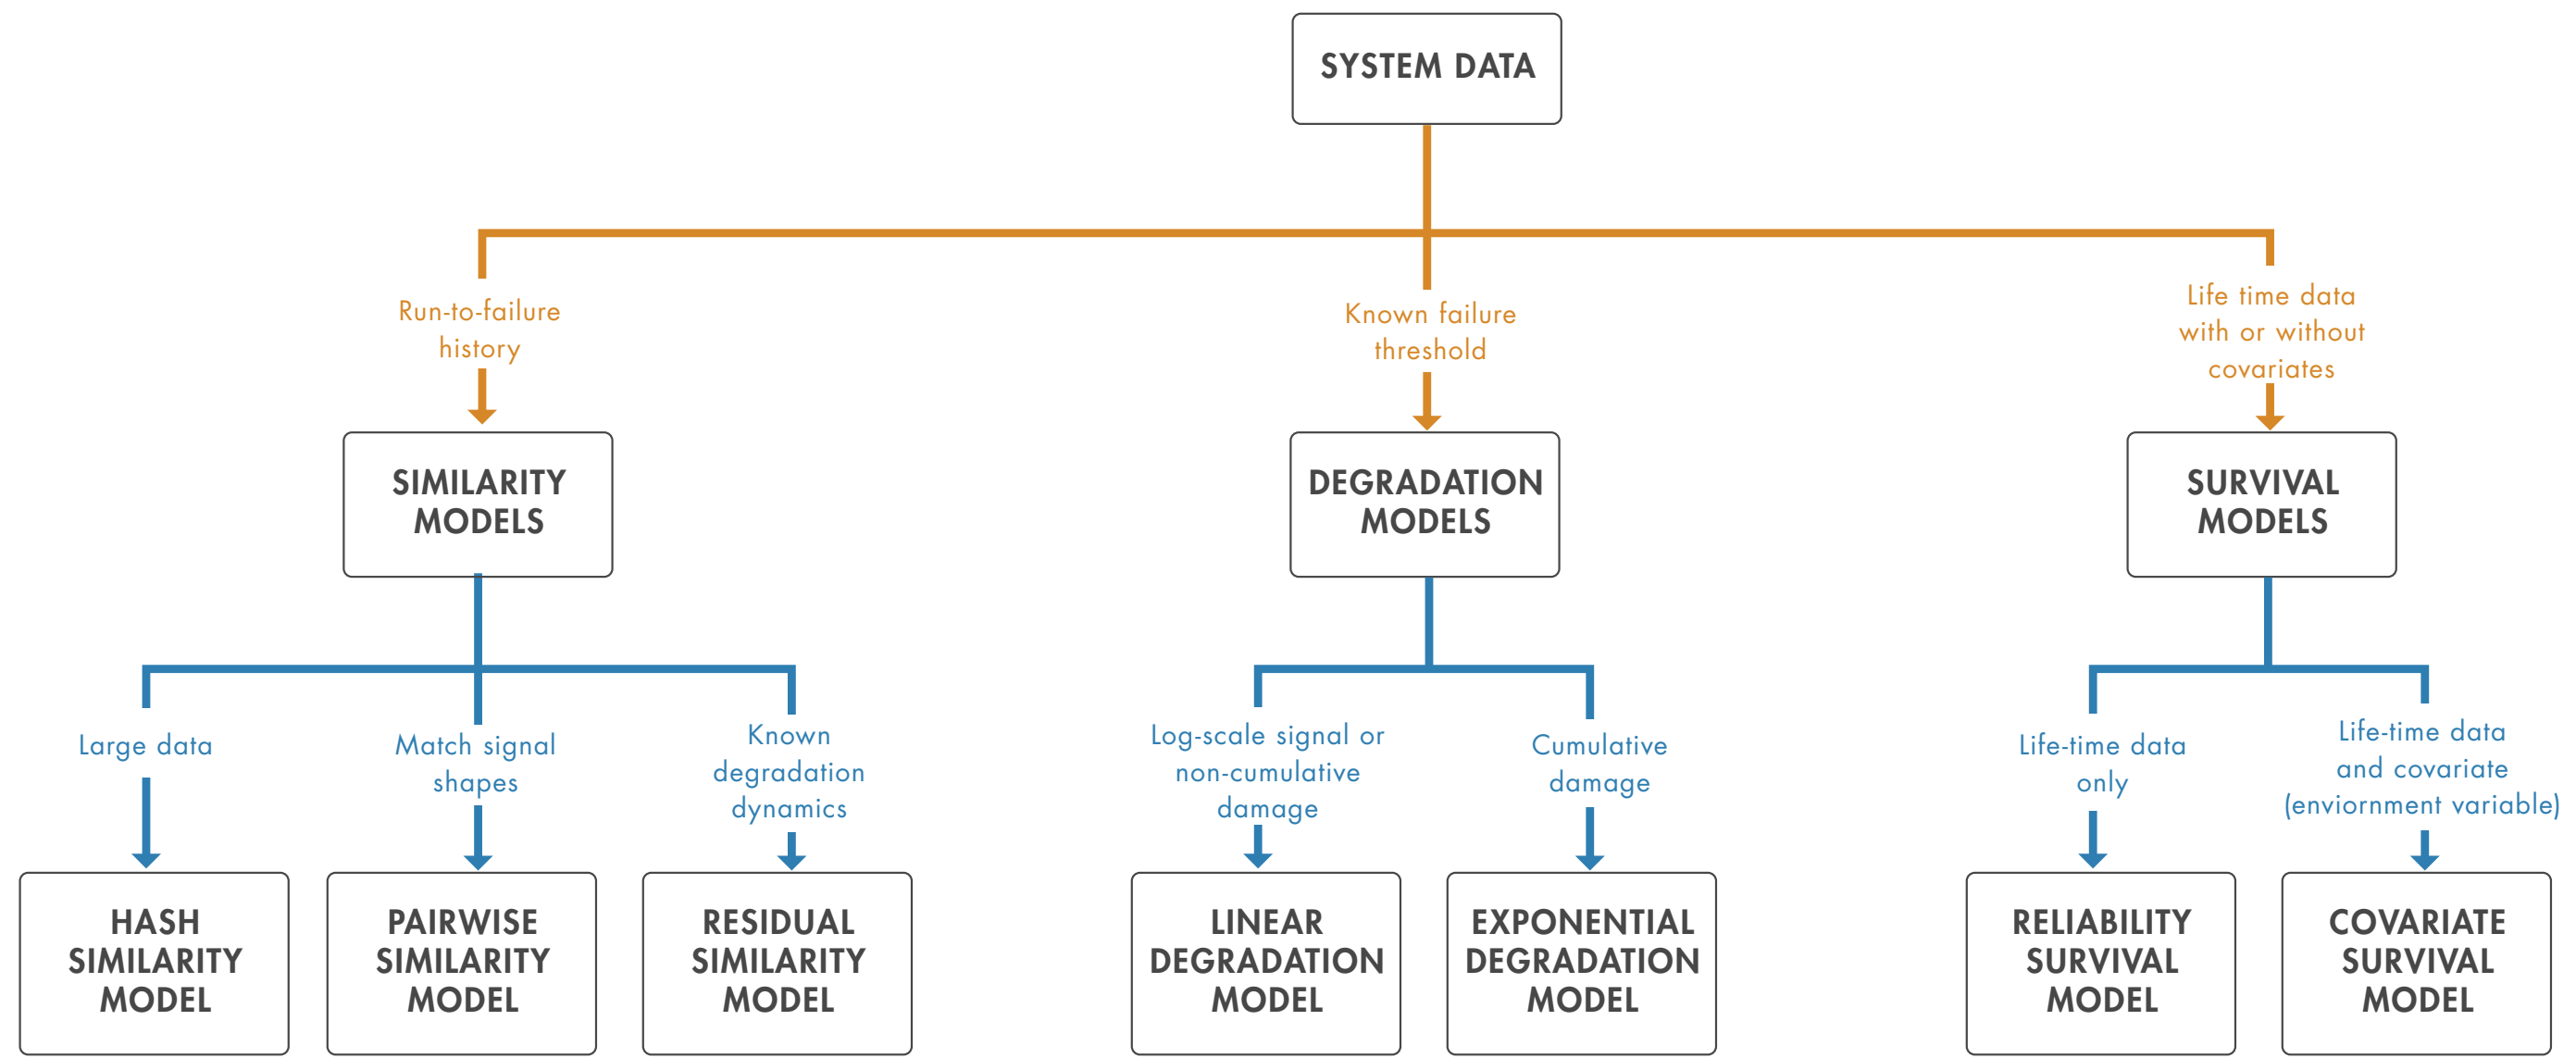 SYSTEM DATA
Run-to-failure
history
Known failure
threshold
Life time data
with or without
covariates
SIMILARITY
MODELS
DEGRADATION
MODELS
SURVIVAL
MODELS
Large data
Match signal
shapes
Known
degradation
dynamics
Log-scale signal or
non-cumulative
damage
Cumulative
damage
Life-time data
only
Life-time data
and covariate
(enviornment variable)
HASH
SIMILARITY
MODEL
PAIRWISE
SIMILARITY
MODEL
RESIDUAL
SIMILARITY
MODEL
LINEAR
DEGRADATION
MODEL
EXPONENTIAL
DEGRADATION
MODEL
RELIABILITY
SURVIVAL
MODEL
COVARIATE
SURVIVAL
MODEL